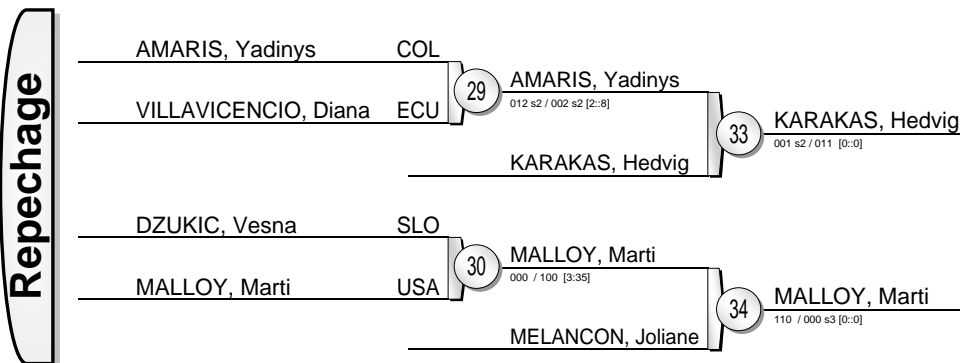 Repechage
AMARIS, Yadinys COL
VILLAVICENCIO, Diana ECU
29
AMARIS, Yadinys
012 s2 / 002 s2 [2::8]
KARAKAS, Hedvig
33
KARAKAS, Hedvig
001 s2 / 011 [0::0]
DZUKIC, Vesna SLO
MALLOY, Marti USA
30
MALLOY, Marti
000 / 100 [3:35]
MELANCON, Joliane
34
MALLOY, Marti
110 / 000 s3 [0::0]